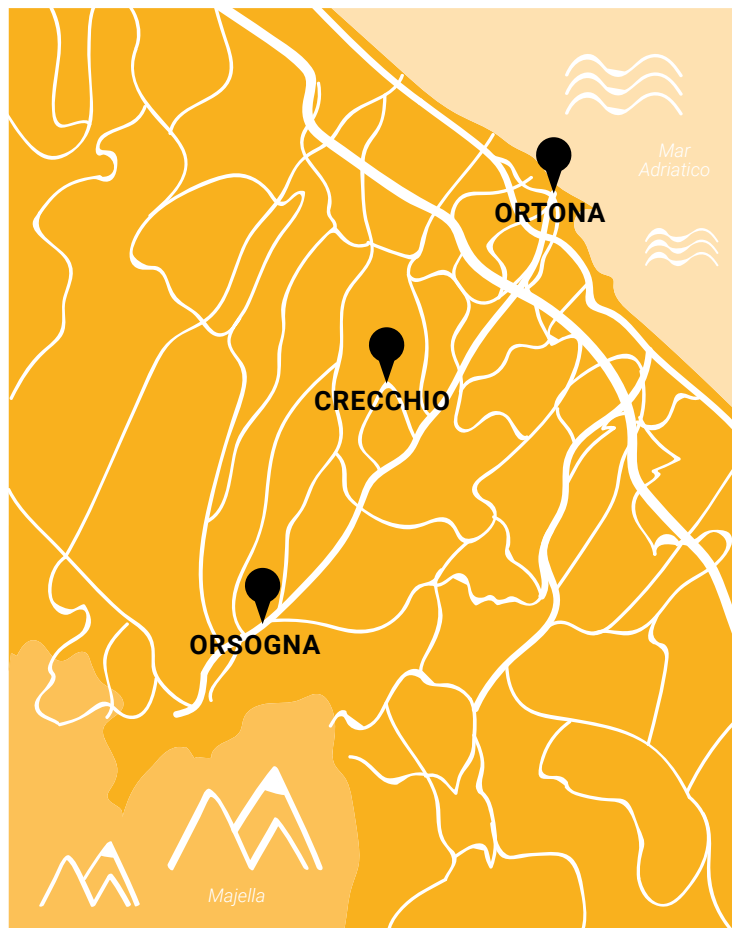 Mar
Adriatico
ORTONA
CRECCHIO
ORSOGNA
Majella